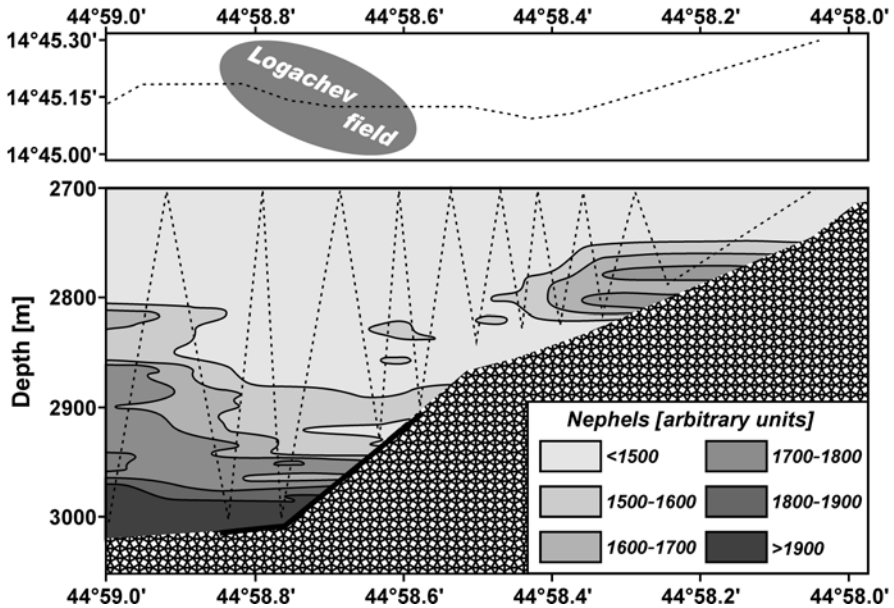 44°59.0' 44°58.8' 44°58.6' 44°58.4' 44°58.2' 44°58.0'
14°45.30'
14°45.15'
14°45.00'
Logachev
field
2700
2800
2900
3000
Depth [m]
Nephels [arbitrary units]
<1500 1700-1800
1500-1600 1800-1900
1600-1700 >1900
44°59.0' 44°58.8' 44°58.6' 44°58.4' 44°58.2' 44°58.0'